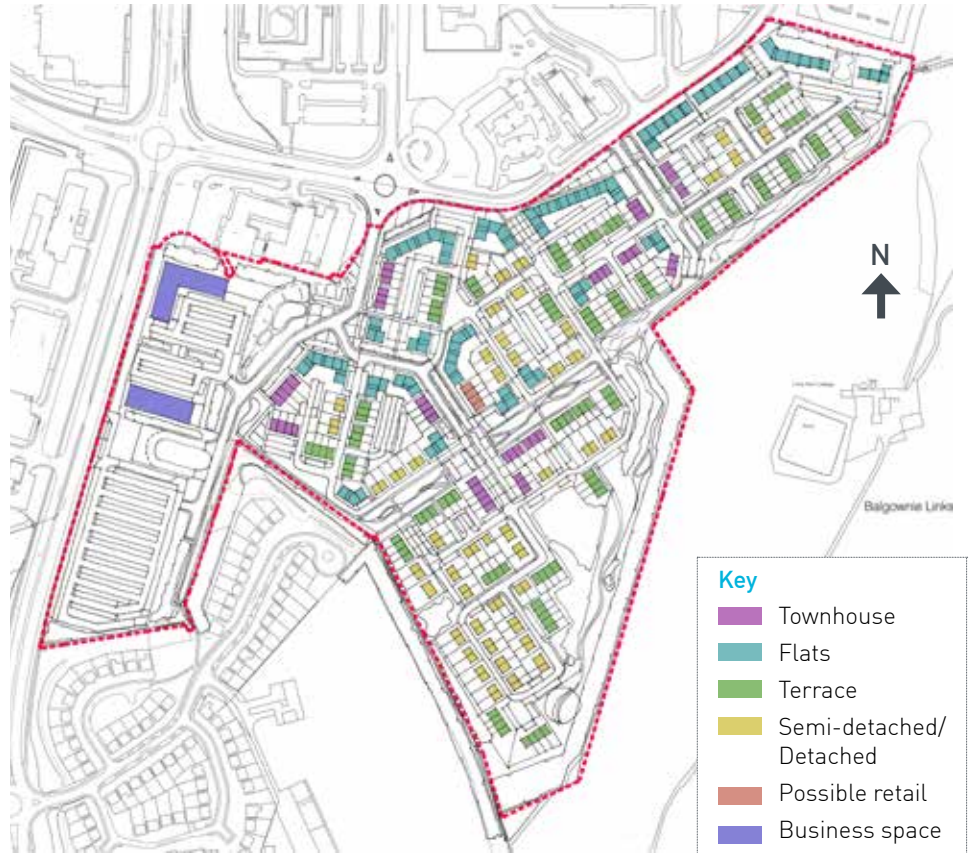 N
Balgownie Links
Key
Townhouse
Flats
Terrace
Semi-detached/
Detached
Possible retail
Business space